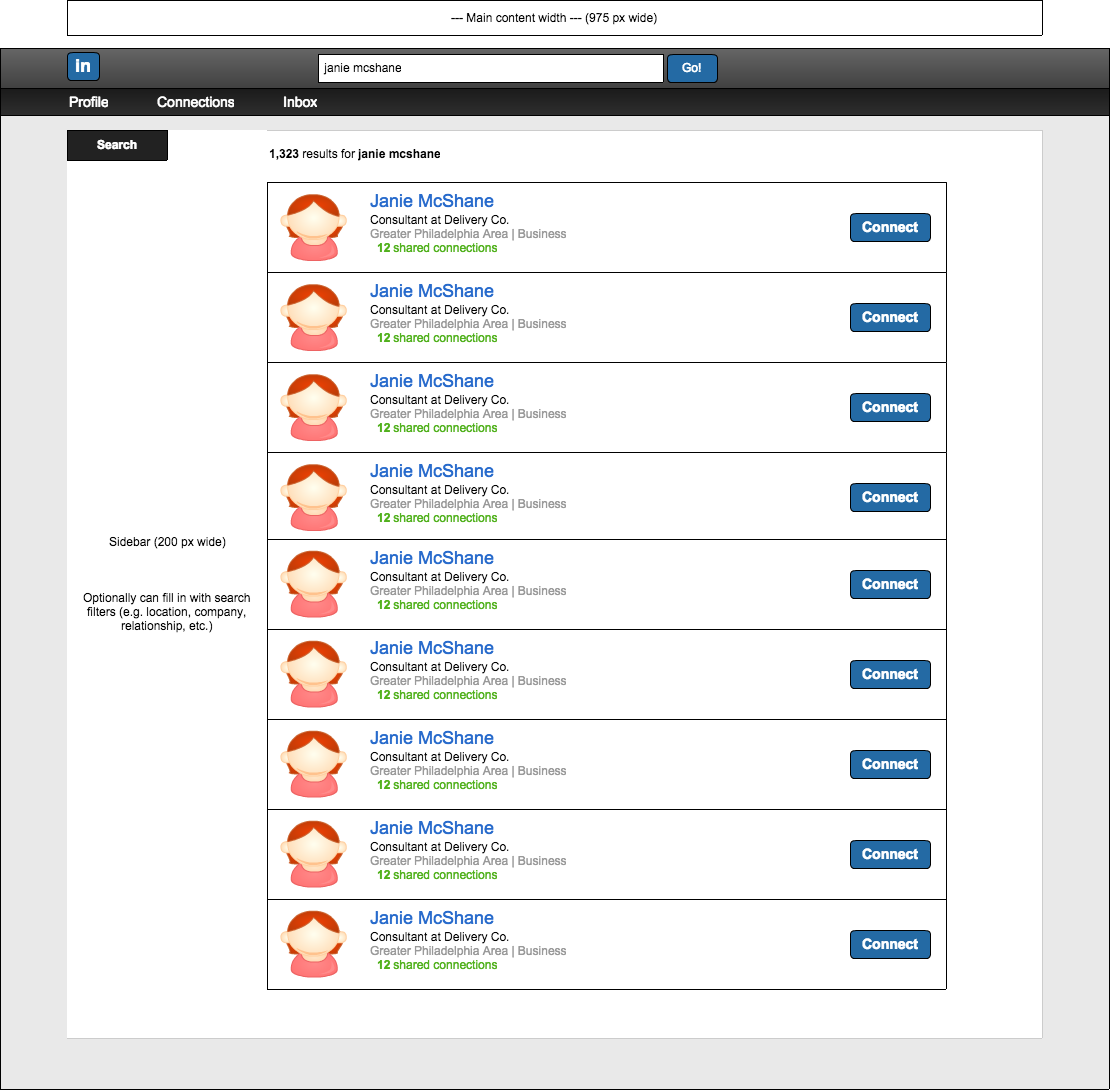 --- Main content width --- (975 px wide)
in
janie mcshane
Go!
Profile
Connections
Inbox
Search
1,323 results for janie mcshane
Janie McShane
Consultant at Delivery Co.
Greater Philadelphia Area | Business
12 shared connections
Connect
Janie McShane
Consultant at Delivery Co.
Greater Philadelphia Area | Business
12 shared connections
Connect
Janie McShane
Consultant at Delivery Co.
Greater Philadelphia Area | Business
12 shared connections
Connect
Janie McShane
Consultant at Delivery Co.
Greater Philadelphia Area | Business
12 shared connections
Connect
Sidebar (200 px wide)
Optionally can fill in with search
filters (e.g. location, company,
relationship, etc.)
Janie McShane
Consultant at Delivery Co.
Greater Philadelphia Area | Business
12 shared connections
Connect
Janie McShane
Consultant at Delivery Co.
Greater Philadelphia Area | Business
12 shared connections
Connect
Janie McShane
Consultant at Delivery Co.
Greater Philadelphia Area | Business
12 shared connections
Connect
Janie McShane
Consultant at Delivery Co.
Greater Philadelphia Area | Business
12 shared connections
Connect
Janie McShane
Consultant at Delivery Co.
Greater Philadelphia Area | Business
12 shared connections
Connect